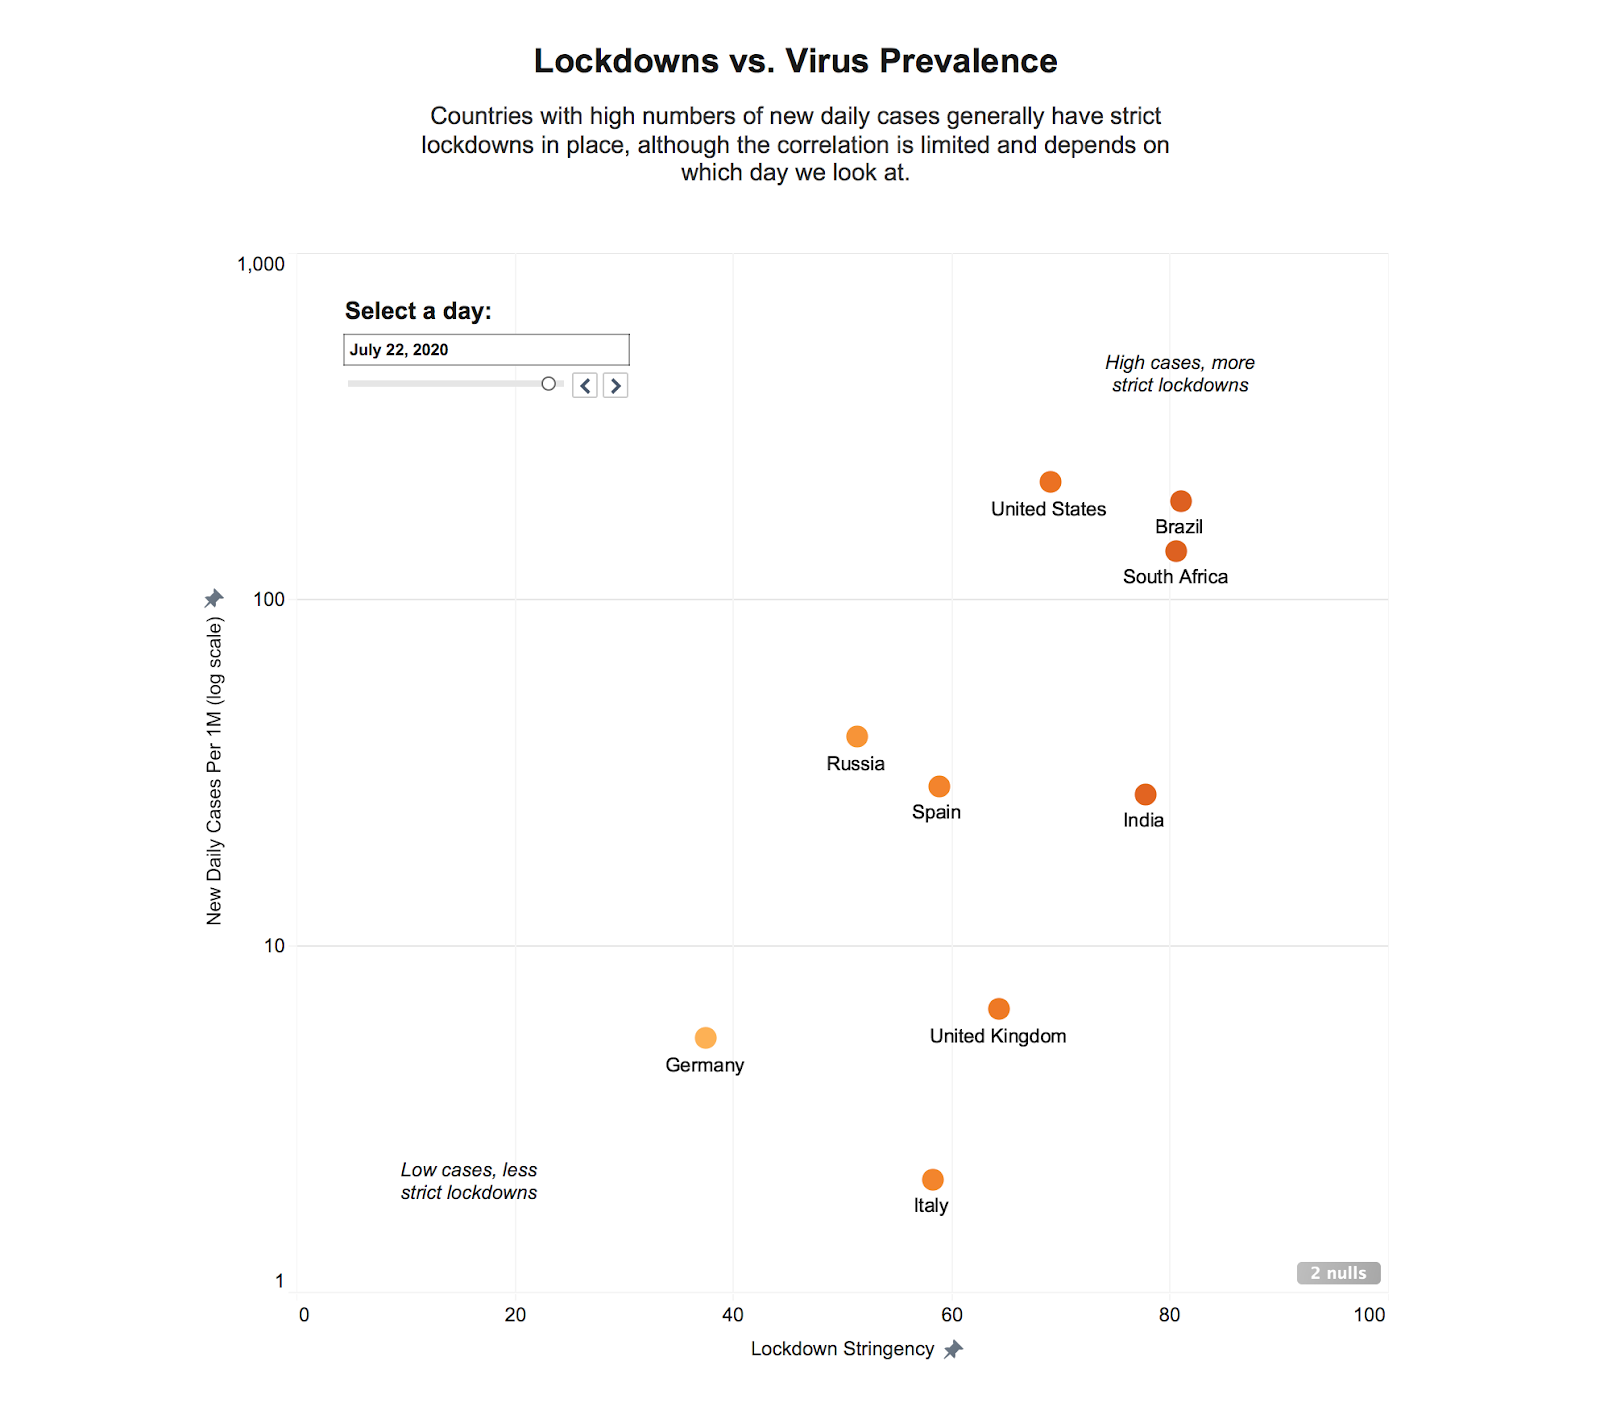 Lockdowns vs. Virus Prevalence
Countries with high numbers of new daily cases generally have strict
lockdowns in place, although the correlation is limited and depends on
which day we look at.
1,000
Select a day:
July 22, 2020
High cases, more
strict lockdowns
United States
Brazil
South Africa
100
New Daily Cases Per 1M (log scale)
Russia
Spain
India
10
United Kingdom
Germany
Low cases, less
strict lockdowns
Italy
2 nulls
1
0 20 40 60 80 100
Lockdown Stringency